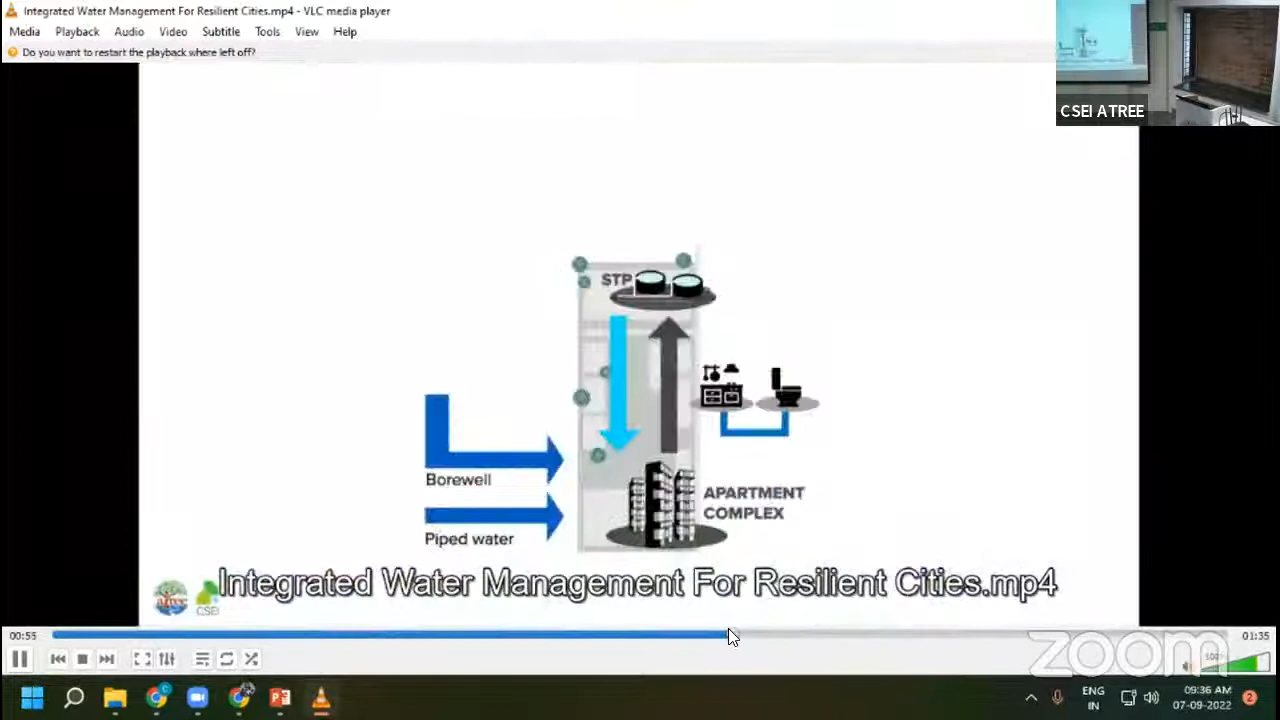 Integrated Water Management For Resilient Cities.mp4 - VLC media player
Media Playback Audio Video Subtitle Tools View Help
Do you want to restart the playback where left off?
CSEI ATREE
STP
Borewell
APARTMENT
COMPLEX
Piped water
Integrated Water Management For Resilient Cities.mp4
atree
CSEI
00:55
01:35
zoom
100%
ENG
IN
09:36 AM
07-09-2022
2